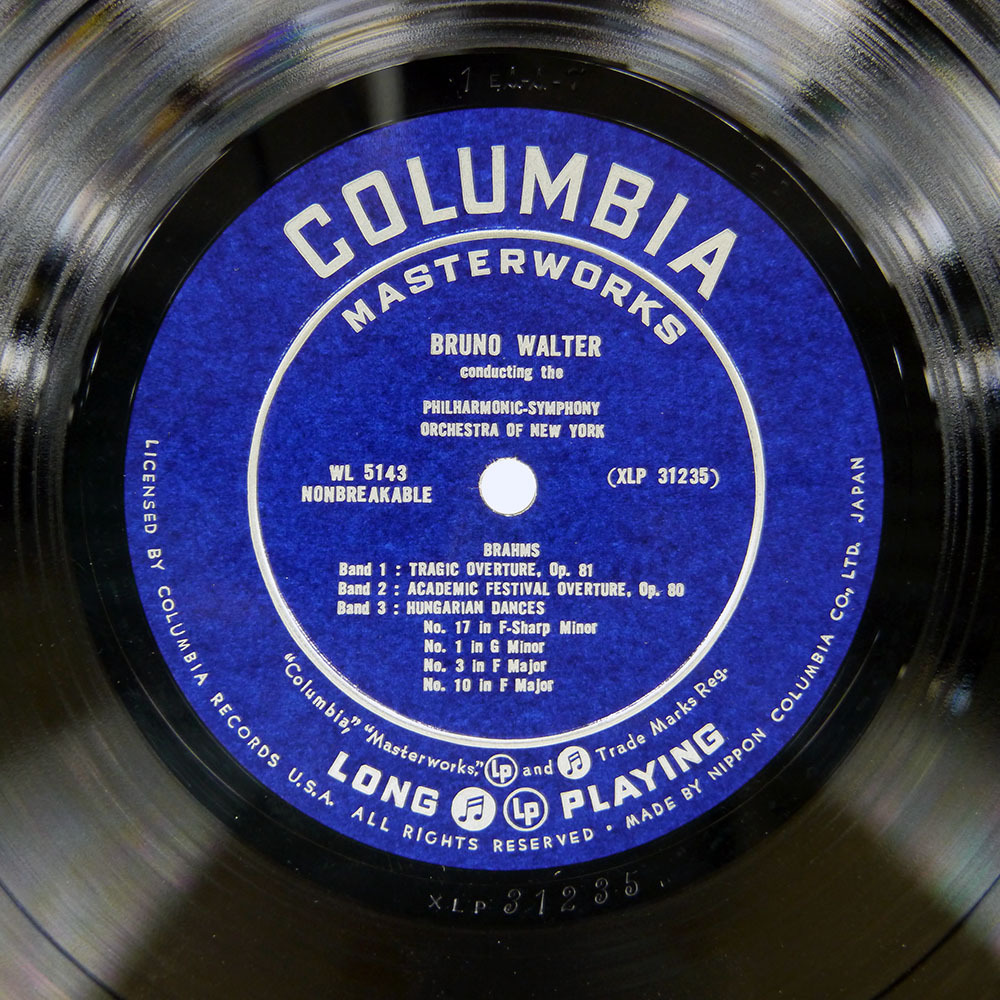 COLUMBIA
MASTERWORKS
BRUNO WALTER
conducting the
PHILHARMONIC-SYMPHONY
ORCHESTRA OF NEW YORK
WL 5143
NONBREAKABLE
(XLP 31235)
BRAHMS
Band 1 : TRAGIC OVERTURE, Op. 81
Band 2 : ACADEMIC FESTIVAL OVERTURE, Op. 80
Band 3 : HUNGARIAN DANCES
No. 17 in F-Sharp Minor
No. 1 in G Minor
No. 3 in F Major
No. 10 in F Major
"Columbia," "Masterworks," LP and Trade Marks Reg.
LONG LP PLAYING
LICENSED BY COLUMBIA RECORDS U.S.A. ALL RIGHTS RESERVED • MADE BY NIPPON COLUMBIA CO., LTD. JAPAN
XLP 31235